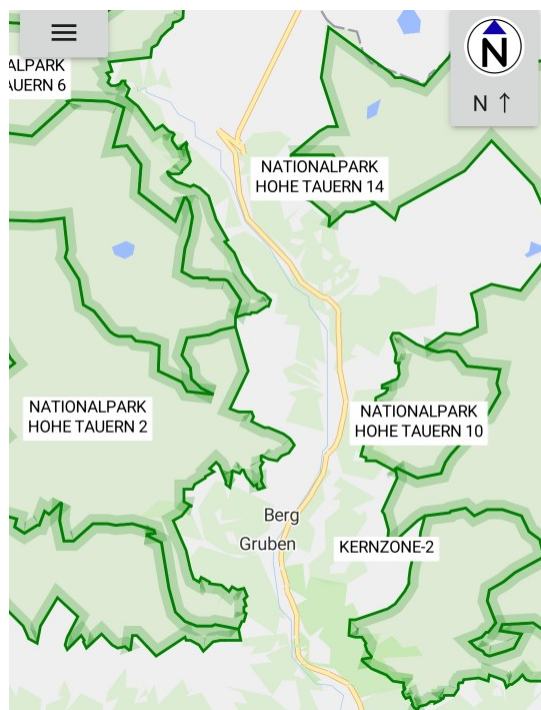 ALPARK
AUERN 6
N
N ↑
NATIONALPARK
HOHE TAUERN 14
NATIONALPARK
HOHE TAUERN 2
NATIONALPARK
HOHE TAUERN 10
Berg
Gruben
KERNZONE-2